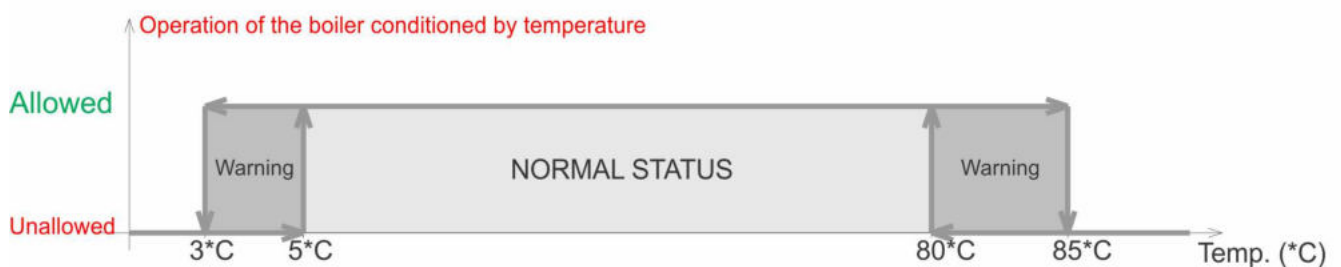 Operation of the boiler conditioned by temperature
Allowed
Warning
NORMAL STATUS
Warning
Unallowed
3*C
5*C
80*C
85*C
Temp. (*C)